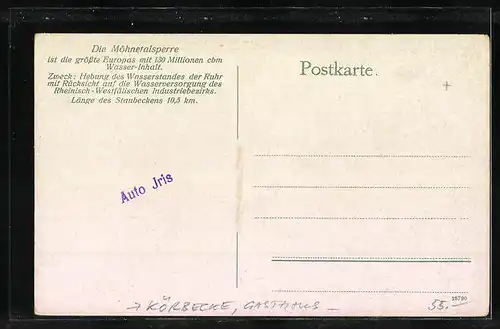 Die Möhnetalsperre
ist die größte Europas mit 130 Millionen cbm
Wasser-Inhalt.
Zweck: Hebung des Wasserstandes der Ruhr
mit Rücksicht auf die Wasserversorgung des
Rheinisch-Westfälischen Industriebezirks.
Länge des Staubeckens 10,5 km.
Postkarte.
Auto Jris
→ KÖRBECKE, GASTHAUS –
55.-